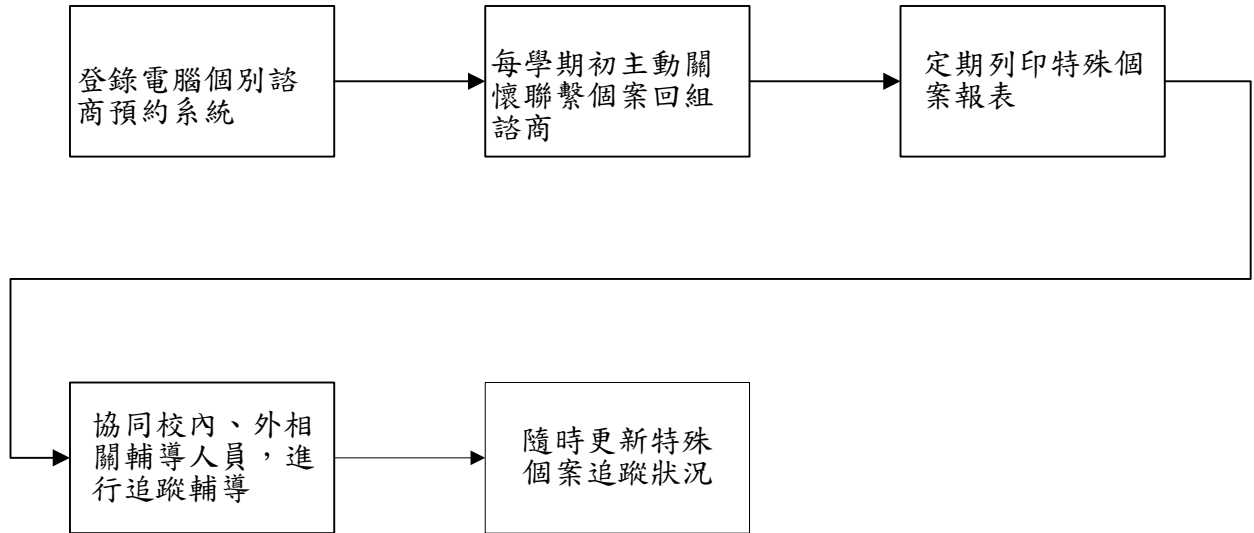 登錄電腦個別諮
商預約系統
每學期初主動關
懷聯繫個案回組
諮商
定期列印特殊個
案報表
協同校內、外相
關輔導人員，進
行追蹤輔導
隨時更新特殊
個案追蹤狀況